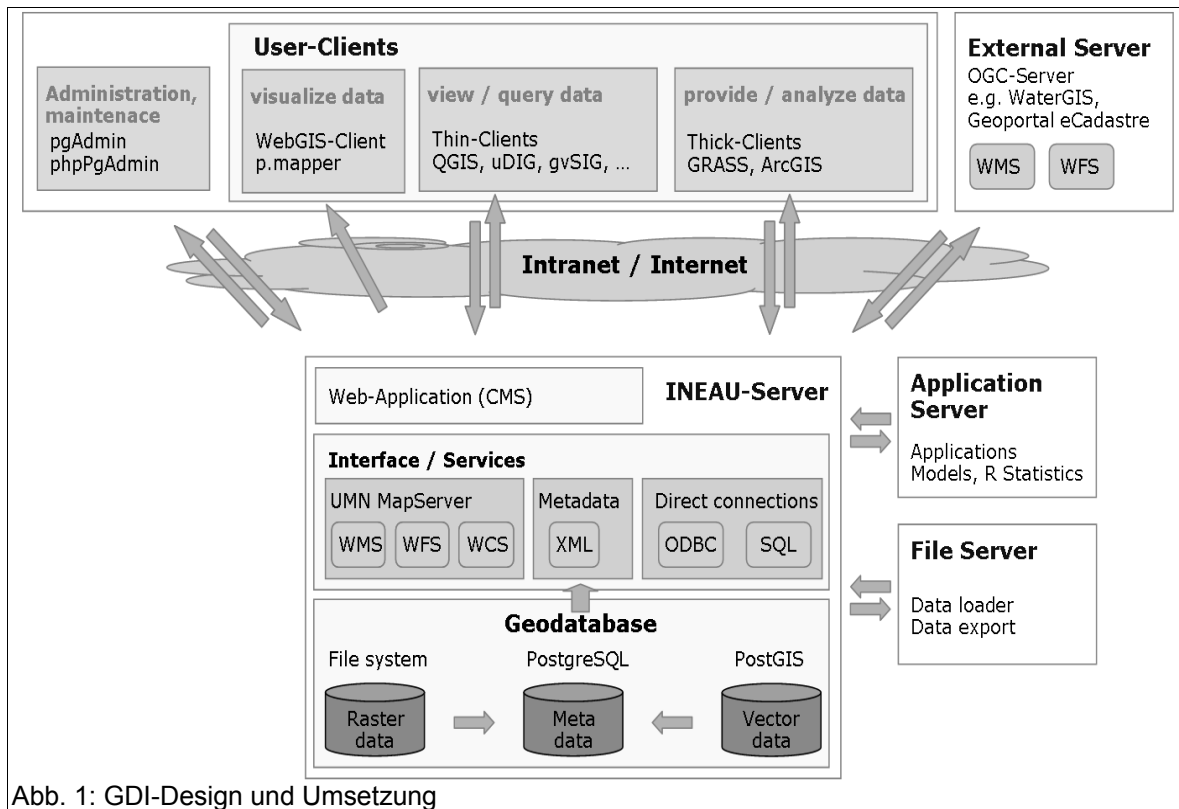 User-Clients
Administration,
maintenace
pgAdmin
phpPgAdmin
visualize data
WebGIS-Client
p.mapper
view / query data
Thin-Clients
QGIS, uDIG, gvSIG, ...
provide / analyze data
Thick-Clients
GRASS, ArcGIS
External Server
OGC-Server
e.g. WaterGIS,
Geoportal eCadastre
WMS
WFS
Intranet / Internet
INEAU-Server
Web-Application (CMS)
Interface / Services
UMN MapServer
WMS
WFS
WCS
Metadata
XML
Direct connections
ODBC
SQL
Geodatabase
File system
Raster
data
PostgreSQL
Meta
data
PostGIS
Vector
data
Application
Server
Applications
Models, R Statistics
File Server
Data loader
Data export
Abb. 1: GDI-Design und Umsetzung